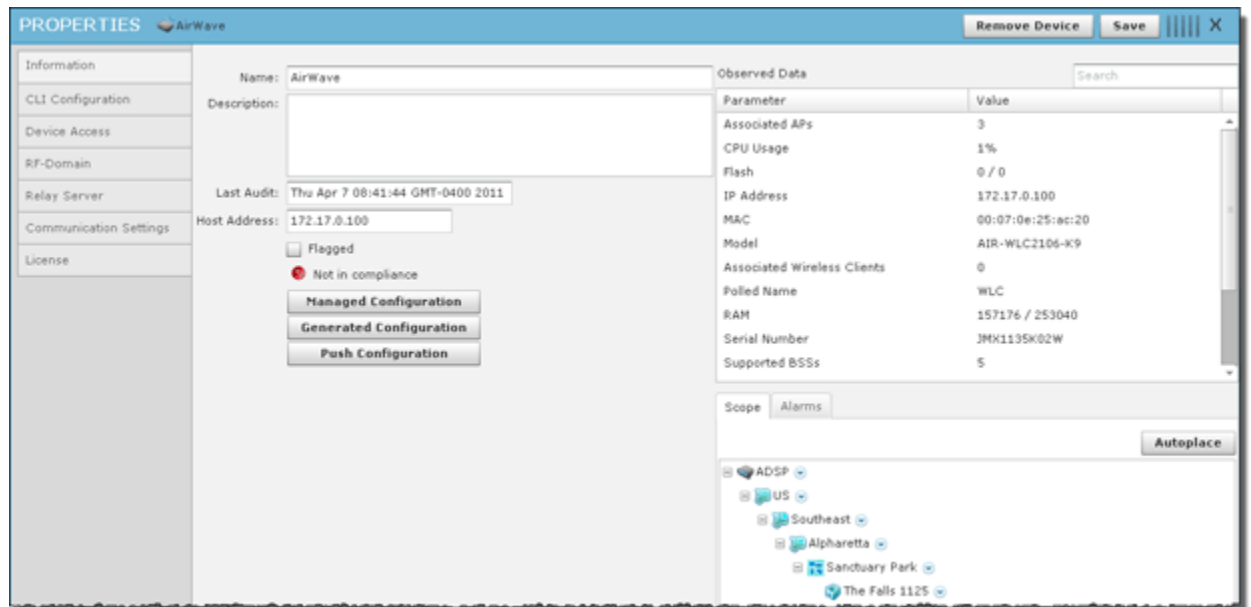 PROPERTIES AirWave Remove Device Save X
Information
CLI Configuration
Device Access
RF-Domain
Relay Server
Communication Settings
License
Name: AirWave
Description:
Last Audit: Thu Apr 7 08:41:44 GMT-0400 2011
Host Address: 172.17.0.100
Flagged
Not in compliance
Managed Configuration
Generated Configuration
Push Configuration
Observed Data Search
Parameter Value
Associated APs 3
CPU Usage 1%
Flash 0 / 0
IP Address 172.17.0.100
MAC 00:07:0e:25:ac:20
Model AIR-WLC2106-K9
Associated Wireless Clients 0
Polled Name WLC
RAM 157176 / 253040
Serial Number JMX1135K02W
Supported BSSs 5
Scope Alarms
Autoplace
ADSP
US
Southeast
Alpharetta
Sanctuary Park
The Falls 1125